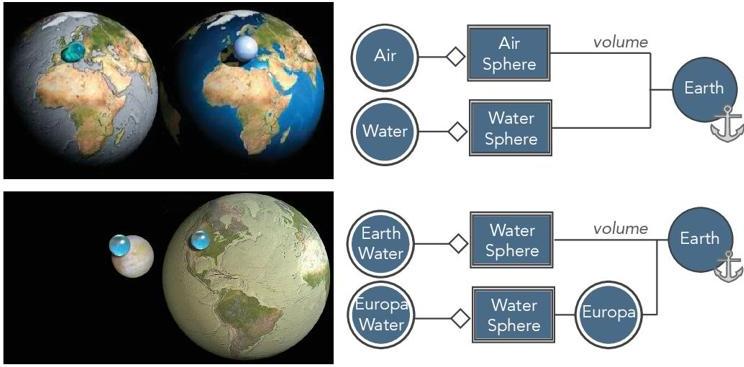 Air
Air
Sphere
volume
Earth
Water
Water
Sphere
Earth
Water
Water
Sphere
volume
Earth
Europa
Water
Water
Sphere
Europa